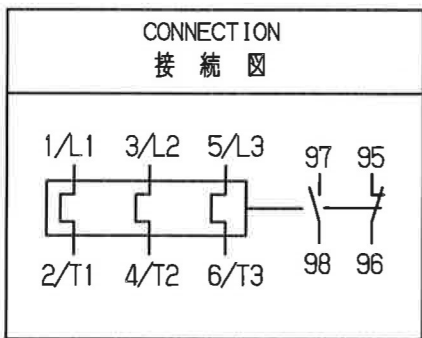 CONNECTION
接続図
1/L1 3/L2 5/L3 97 95
2/T1 4/T2 6/T3 98 96